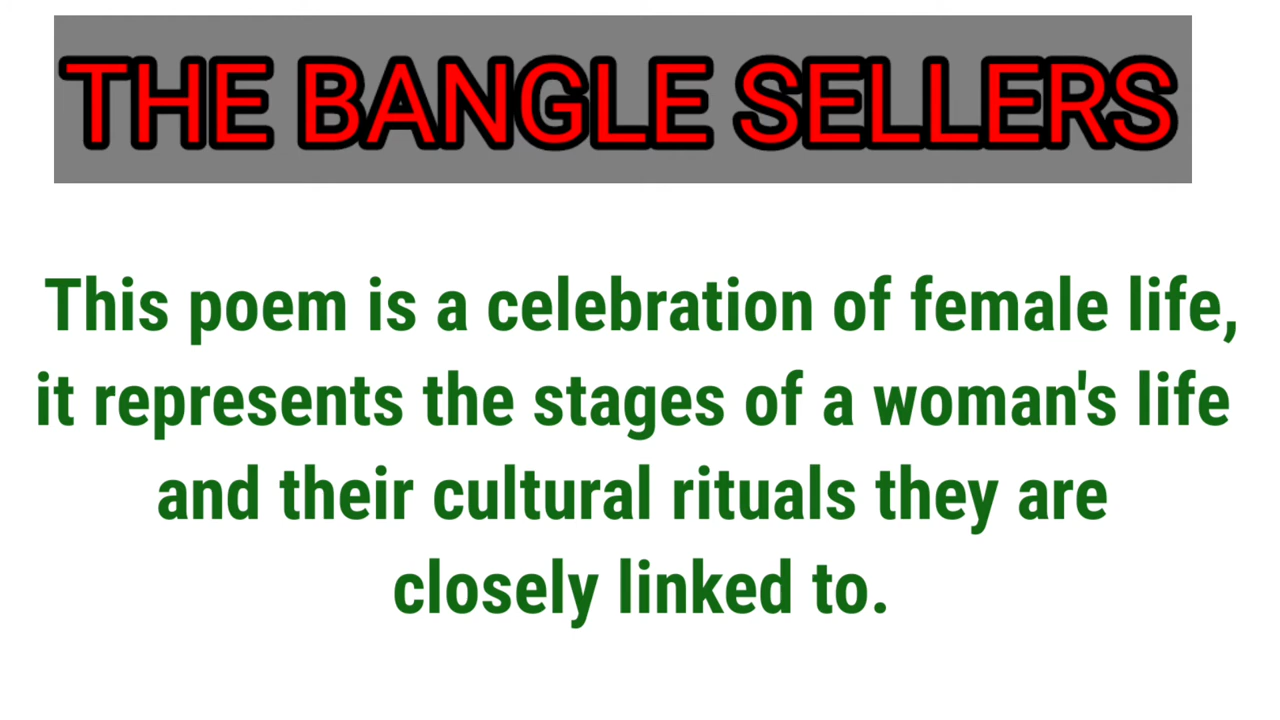 THE BANGLE SELLERS
This poem is a celebration of female life,
it represents the stages of a woman's life
and their cultural rituals they are
closely linked to.